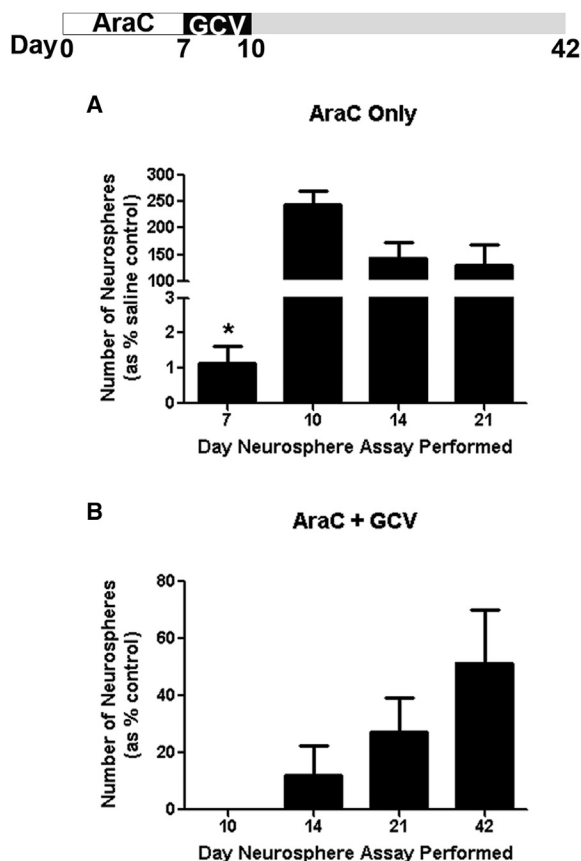 AraC GCV
Day 0 7 10 42
A
AraC Only
Number of Neurospheres
(as % saline control)
300
250
200
150
100
3
2
1
0
*
7 10 14 21
Day Neurosphere Assay Performed
B
AraC + GCV
Number of Neurospheres
(as % control)
80
60
40
20
0
10 14 21 42
Day Neurosphere Assay Performed